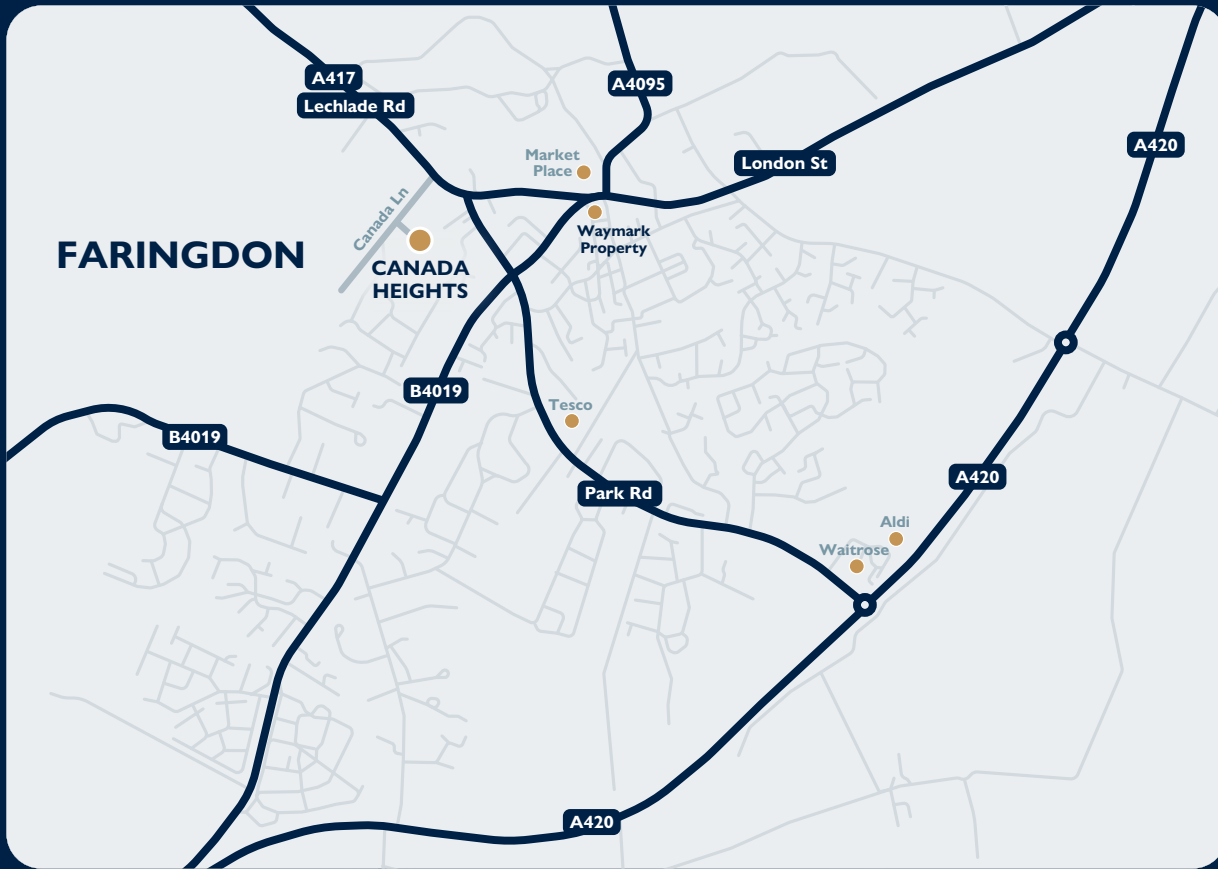 A417
Lechlade Rd
A4095
A420
London St
Market
Place
Canada Ln
Waymark
Property
FARINGDON
CANADA
HEIGHTS
B4019
Tesco
B4019
A420
Park Rd
Aldi
Waitrose
A420